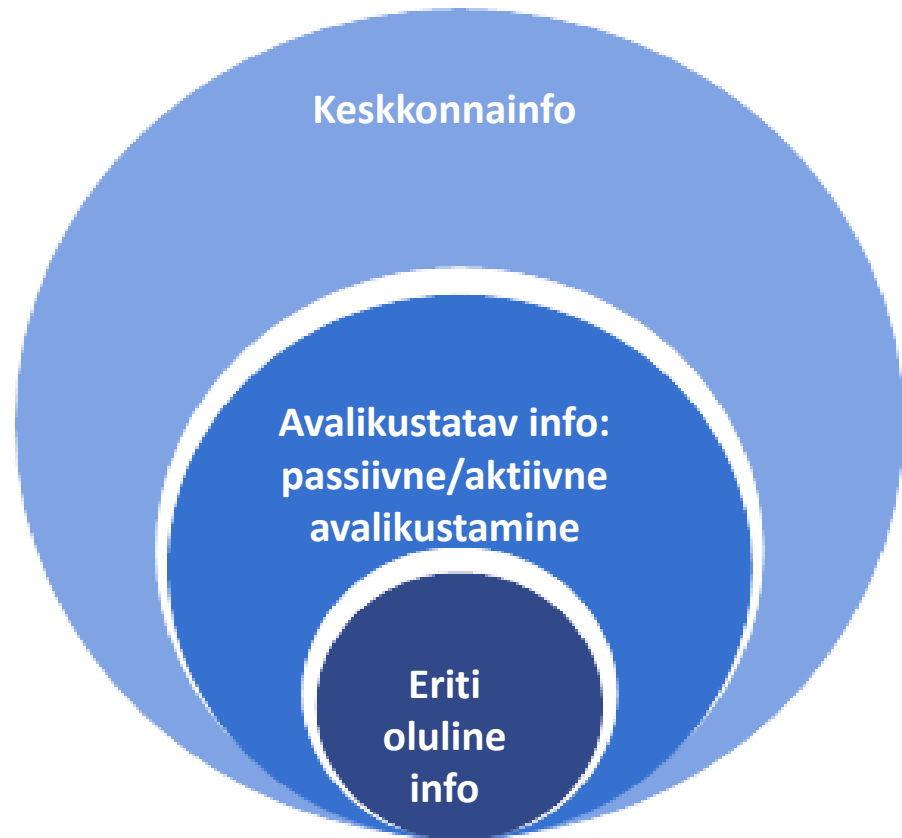 Keskkonnainfo
Avalikustatav info:
passiivne/aktiivne
avalikustamine
Eriti
oluline
info